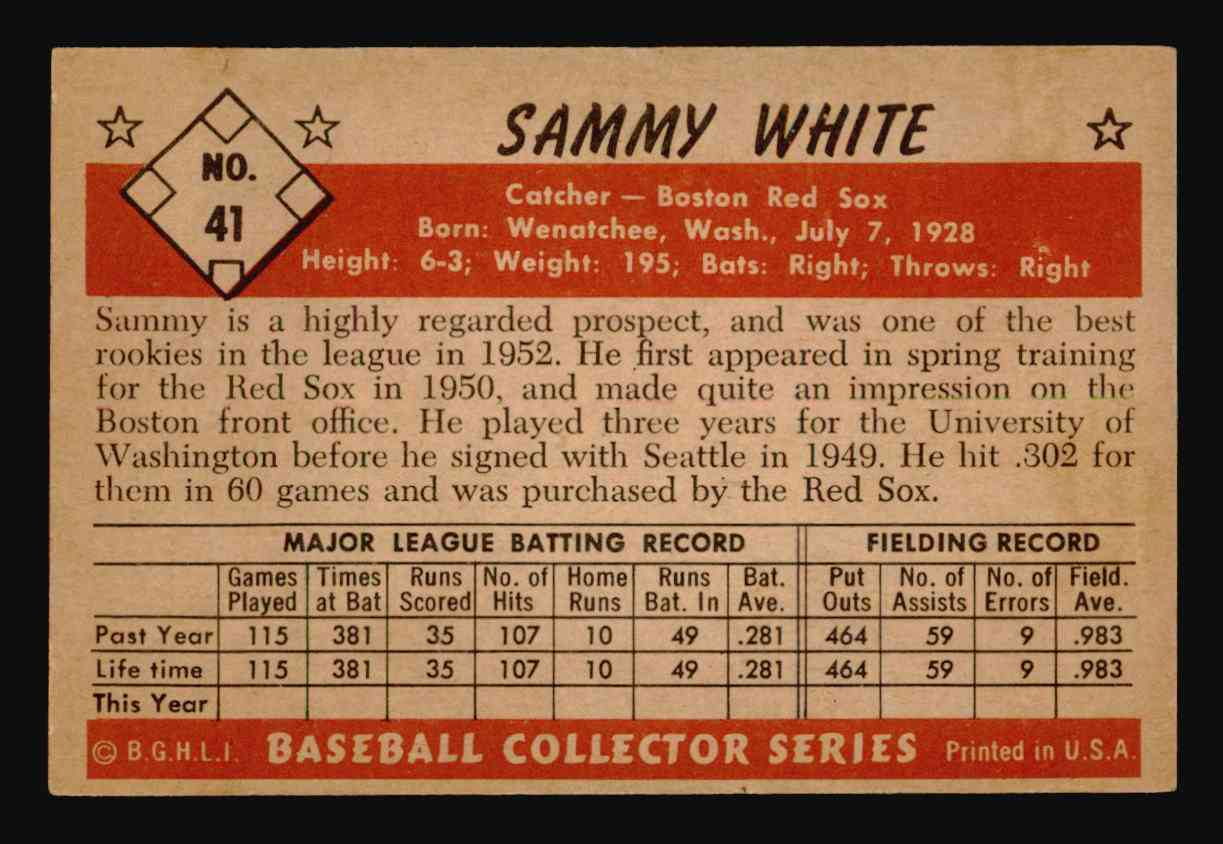 SAMMY WHITE
NO.
41
Catcher — Boston Red Sox
Born: Wenatchee, Wash., July 7, 1928
Height: 6-3; Weight: 195; Bats: Right; Throws: Right
Sammy is a highly regarded prospect, and was one of the best
rookies in the league in 1952. He first appeared in spring training
for the Red Sox in 1950, and made quite an impression on the
Boston front office. He played three years for the University of
Washington before he signed with Seattle in 1949. He hit .302 for
them in 60 games and was purchased by the Red Sox.
MAJOR LEAGUE BATTING RECORD FIELDING RECORD
Games Times Runs No. of Home Runs Bat. Put No. of No. of Field.
Played at Bat Scored Hits Runs Bat. In Ave. Outs Assists Errors Ave.
Past Year 115 381 35 107 10 49 .281 464 59 9 .983
Life time 115 381 35 107 10 49 .281 464 59 9 .983
This Year
© B.G.H.L.I. BASEBALL COLLECTOR SERIES Printed in U.S.A.